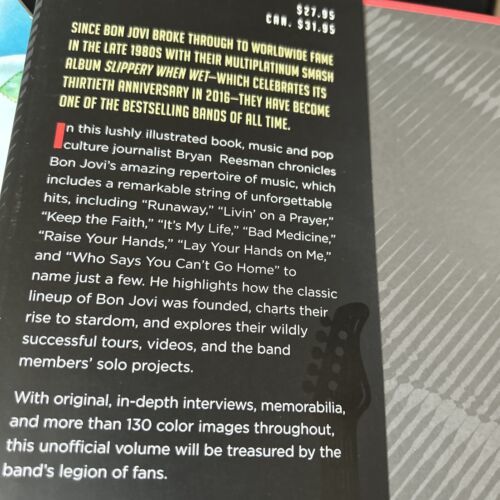 $27.95
CAN. $31.95
SINCE BON JOVI BROKE THROUGH TO WORLDWIDE FAME
IN THE LATE 1980S WITH THEIR MULTIPLATINUM SMASH
ALBUM SLIPPERY WHEN WET—WHICH CELEBRATES ITS
THIRTIETH ANNIVERSARY IN 2016—THEY HAVE BECOME
ONE OF THE BESTSELLING BANDS OF ALL TIME.
In this lushly illustrated book, music and pop
culture journalist Bryan Reesman chronicles
Bon Jovi's amazing repertoire of music, which
includes a remarkable string of unforgettable
hits, including "Runaway," "Livin' on a Prayer,"
"Keep the Faith," "It's My Life," "Bad Medicine,"
"Raise Your Hands," "Lay Your Hands on Me,"
and "Who Says You Can't Go Home" to
name just a few. He highlights how the classic
lineup of Bon Jovi was founded, charts their
rise to stardom, and explores their wildly
successful tours, videos, and the band
members' solo projects.
With original, in-depth interviews, memorabilia,
and more than 130 color images throughout,
this unofficial volume will be treasured by the
band's legion of fans.